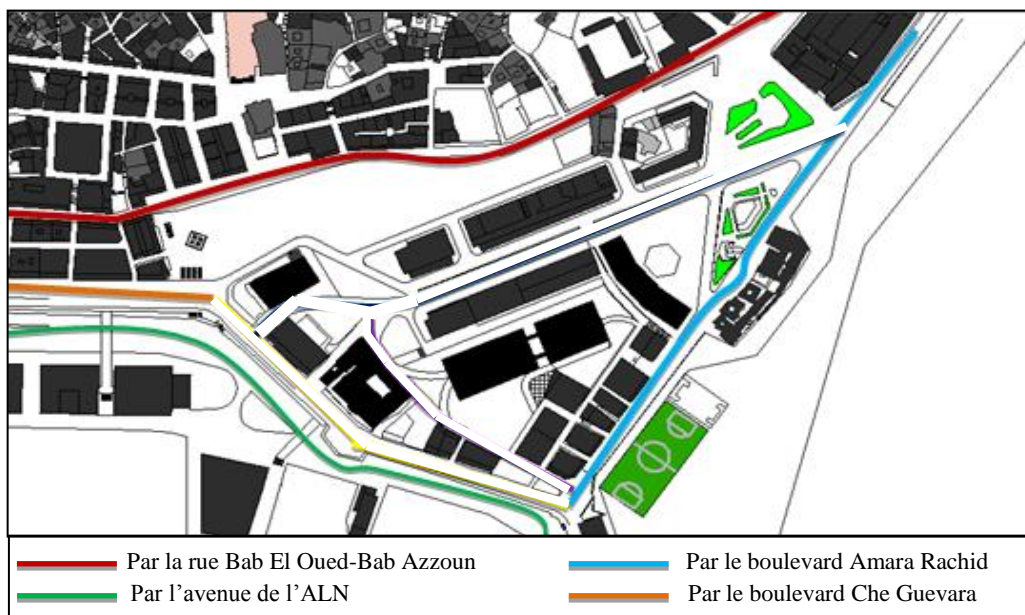 Par la rue Bab El Oued-Bab Azzoun
Par le boulevard Amara Rachid
Par l’avenue de l’ALN
Par le boulevard Che Guevara